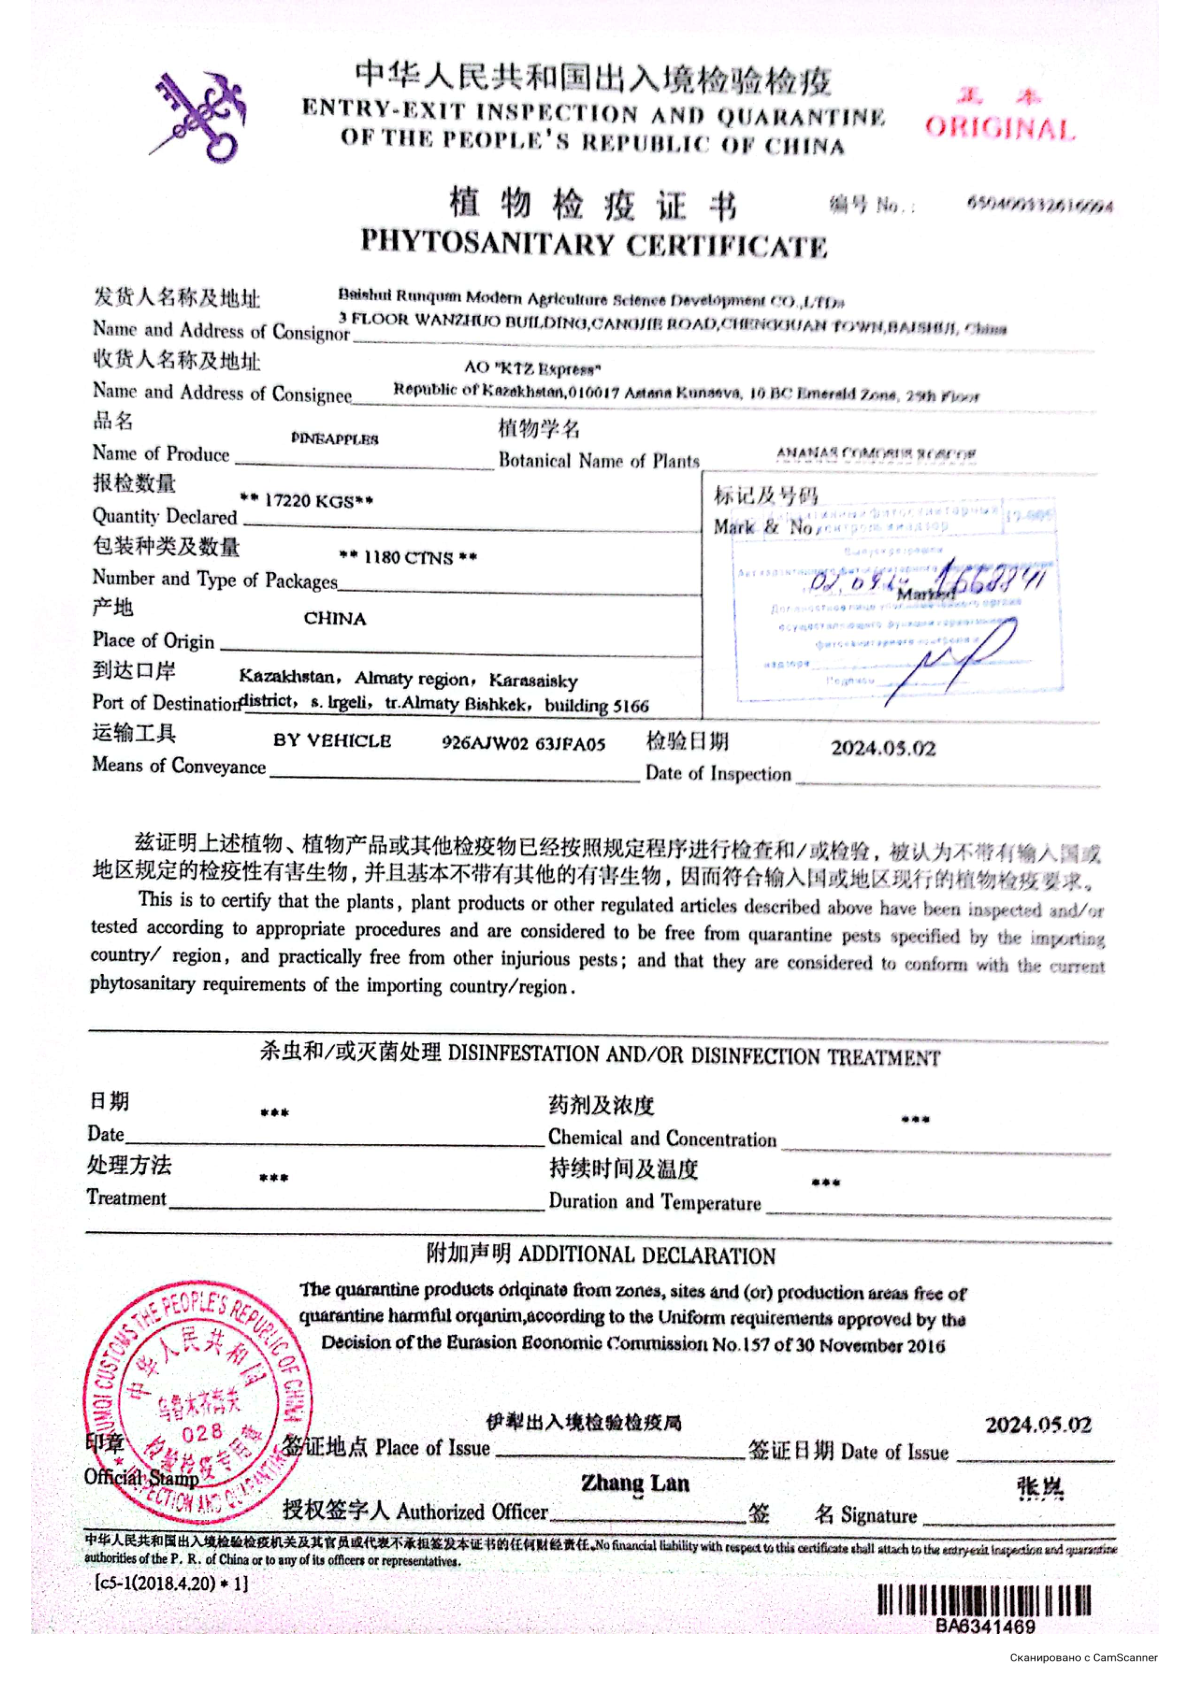 中华人民共和国出入境检验检疫
ENTRY-EXIT INSPECTION AND QUARANTINE
OF THE PEOPLE'S REPUBLIC OF CHINA
正 本
ORIGINAL
植 物 检 疫 证 书
编号 No.:
PHYTOSANITARY CERTIFICATE
发货人名称及地址 Baishui Runquan Modern Agriculture Science Development CO.,LTD.
3 FLOOR WANZHUO BUILDING,CANGJIE ROAD,CHENGGUAN TOWN,BAISHUI, China
Name and Address of Consignor
收货人名称及地址 AO "KTZ Express"
Name and Address of Consignee Republic of Kazakhstan,010017 Astana Kunaeva, 10 BC Emerald Zone, 29th Floor
品名 PINEAPPLES 植物学名
Name of Produce Botanical Name of Plants ANANAS COMOSUS
报检数量 ** 17220 KGS** 标记及号码
Quantity Declared Mark & No.
包装种类及数量 ** 1180 CTNS **
Number and Type of Packages
02.09.24 Marked
产地 CHINA
Place of Origin
到达口岸 Kazakhstan, Almaty region, Karasaisky
Port of Destination district, s. Irgeli, tr.Almaty Bishkek, building 5166
运输工具 BY VEHICLE 926AJW02 63JFA05 检验日期 2024.05.02
Means of Conveyance Date of Inspection
兹证明上述植物、植物产品或其他检疫物已经按照规定程序进行检查和/或检验,被认为不带有输入国或
地区规定的检疫性有害生物,并且基本不带有其他的有害生物,因而符合输入国或地区现行的植物检疫要求。
This is to certify that the plants, plant products or other regulated articles described above have been inspected and/or
tested according to appropriate procedures and are considered to be free from quarantine pests specified by the importing
country/ region, and practically free from other injurious pests; and that they are considered to conform with the current
phytosanitary requirements of the importing country/region.
杀虫和/或灭菌处理 DISINFESTATION AND/OR DISINFECTION TREATMENT
日期 *** 药剂及浓度 ***
Date Chemical and Concentration
处理方法 *** 持续时间及温度 ***
Treatment Duration and Temperature
附加声明 ADDITIONAL DECLARATION
The quarantine products oriqinate from zones, sites and (or) production areas free of
quarantine harmful orqanim,according to the Uniform requirements approved by the
Decision of the Eurasion Economic Commission No.157 of 30 November 2016
URUMQI CUSTOMS THE PEOPLE'S REPUBLIC OF CHINA
中华人民共和国
乌鲁木齐海关
028
检验检疫专用章
INSPECTION AND QUARANTINE
伊犁出入境检验检疫局 2024.05.02
印章 签证地点 Place of Issue 签证日期 Date of Issue
Official Stamp Zhang Lan 张岚
授权签字人 Authorized Officer 签 名 Signature
中华人民共和国出入境检验检疫机关及其官员或代表不承担签发本证书的任何财经责任。No financial liability with respect to this certificate shall attach to the entry-exit inspection and quarantine
authorities of the P. R. of China or to any of its officers or representatives.
[c5-1(2018.4.20) * 1]
BA6341469
Сканировано с CamScanner